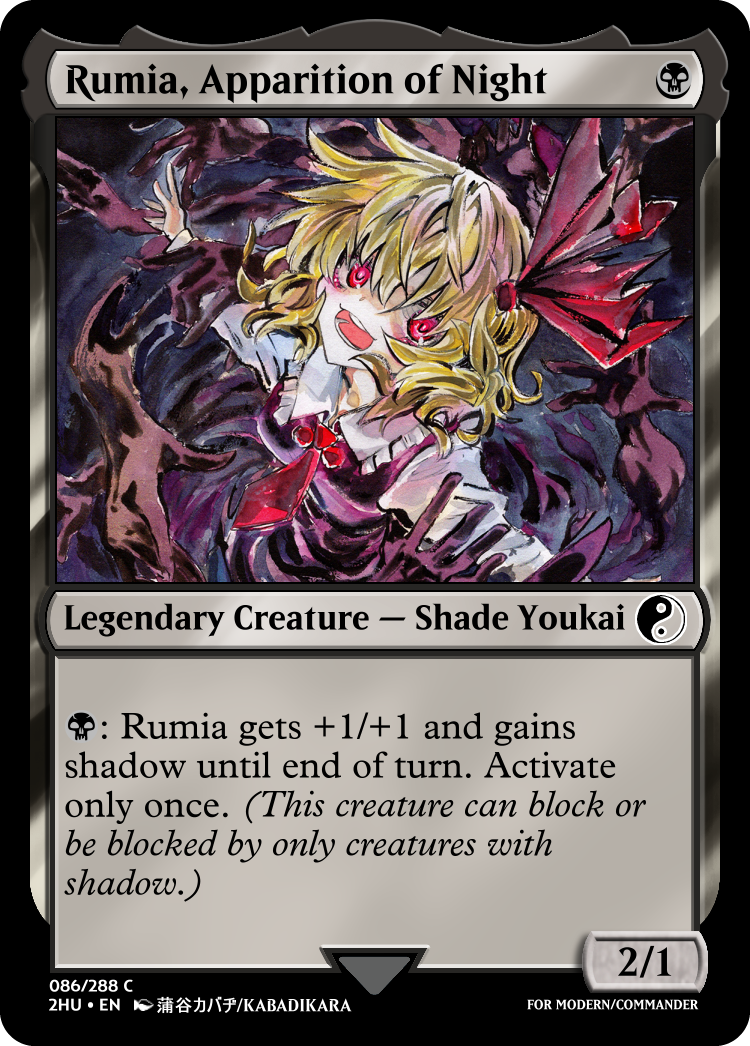 Rumia, Apparition of Night
Legendary Creature — Shade Youkai
: Rumia gets +1/+1 and gains
shadow until end of turn. Activate
only once. (This creature can block or
be blocked by only creatures with
shadow.)
2/1
086/288 C
2HU • EN 蒲谷カバヂ/KABADIKARA
FOR MODERN/COMMANDER